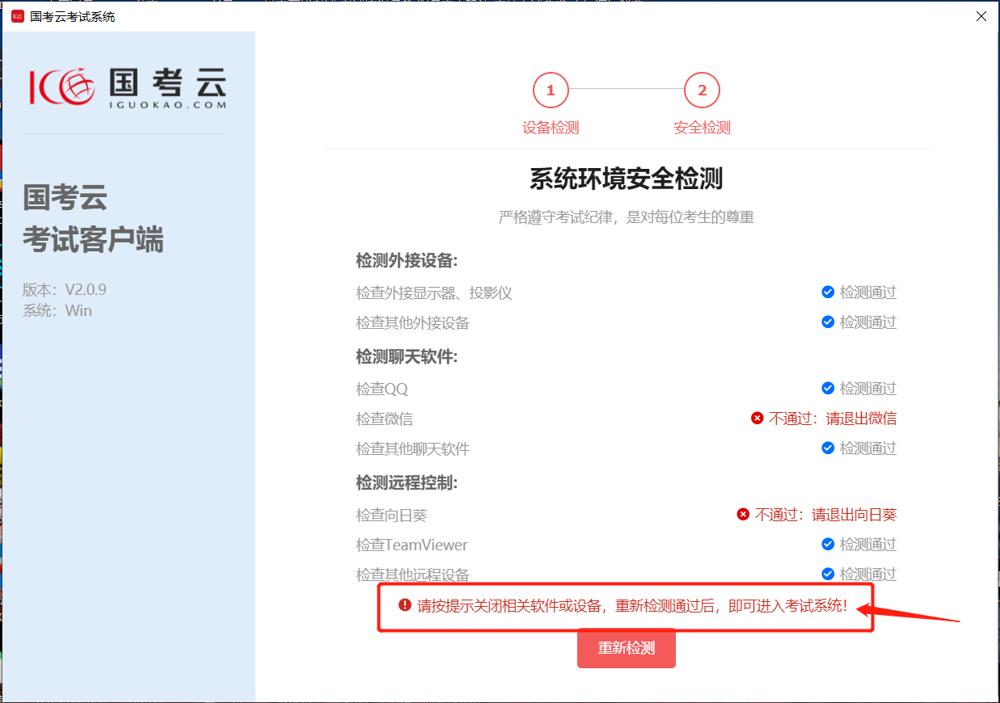 国考云考试系统
国考云
IGUOKAO.COM
国考云
考试客户端
版本：V2.0.9
系统：Win
1
2
设备检测
安全检测
系统环境安全检测
严格遵守考试纪律，是对每位考生的尊重
检测外接设备:
检查外接显示器、投影仪 检测通过
检查其他外接设备 检测通过
检测聊天软件:
检查QQ 检测通过
检查微信 不通过：请退出微信
检查其他聊天软件 检测通过
检测远程控制:
检查向日葵 不通过：请退出向日葵
检查TeamViewer 检测通过
检查其他远程设备 检测通过
请按提示关闭相关软件或设备，重新检测通过后，即可进入考试系统！
重新检测